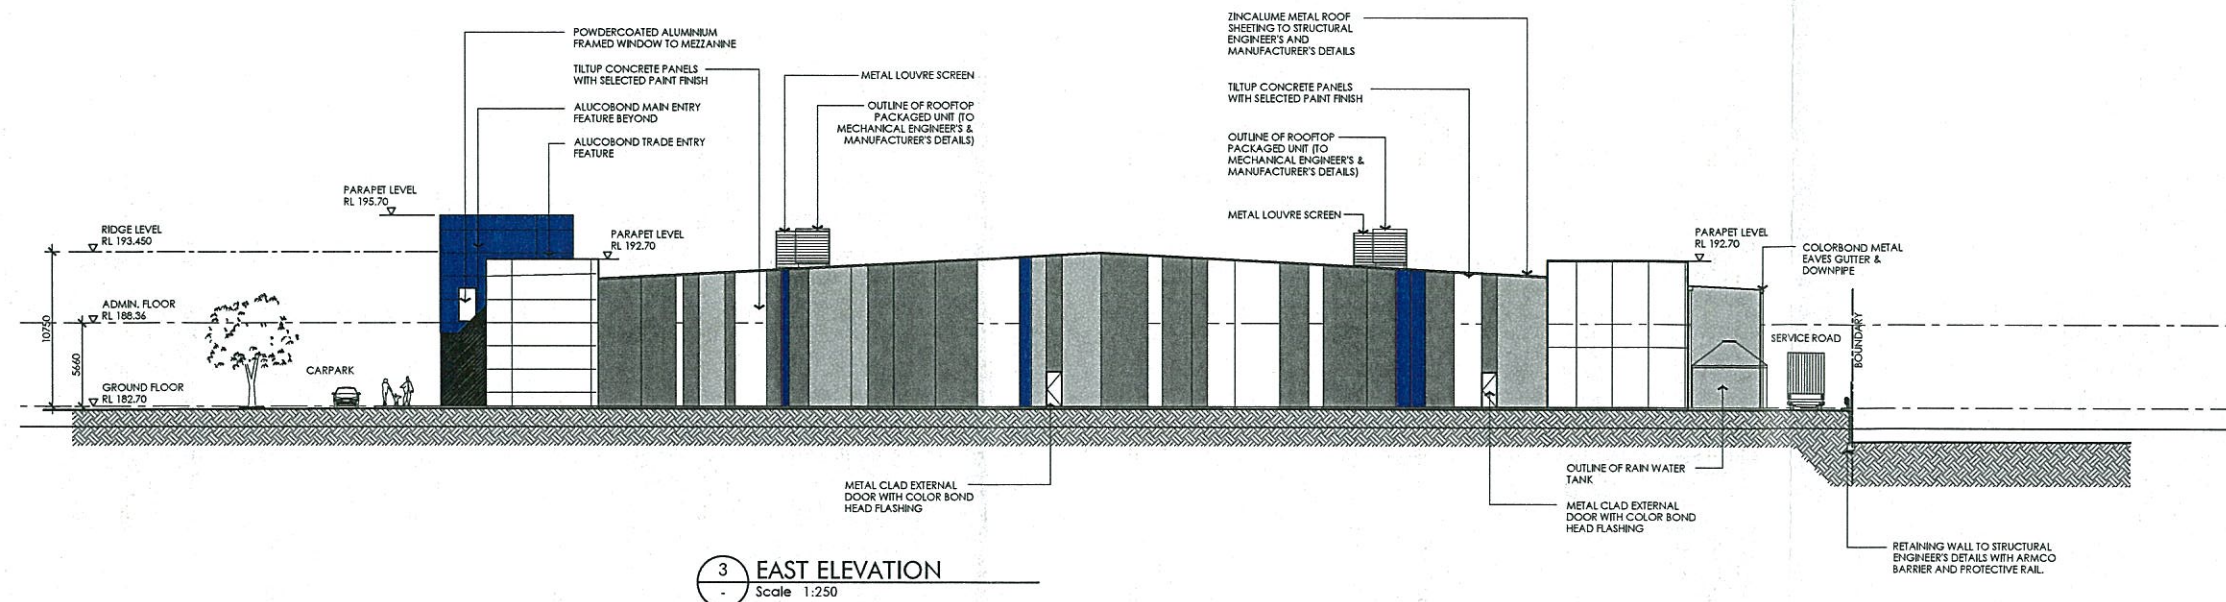 POWDERCOATED ALUMINIUM
FRAMED WINDOW TO MEZZANINE
TILTUP CONCRETE PANELS
WITH SELECTED PAINT FINISH
ALUCOBOND MAIN ENTRY
FEATURE BEYOND
ALUCOBOND TRADE ENTRY
FEATURE
METAL LOUVRE SCREEN
OUTLINE OF ROOFTOP
PACKAGED UNIT (TO
MECHANICAL ENGINEER'S &
MANUFACTURER'S DETAILS)
ZINCALUME METAL ROOF
SHEETING TO STRUCTURAL
ENGINEER'S AND
MANUFACTURER'S DETAILS
TILTUP CONCRETE PANELS
WITH SELECTED PAINT FINISH
OUTLINE OF ROOFTOP
PACKAGED UNIT (TO
MECHANICAL ENGINEER'S &
MANUFACTURER'S DETAILS)
METAL LOUVRE SCREEN
PARAPET LEVEL
RL 195.70
RIDGE LEVEL
RL 193.450
PARAPET LEVEL
RL 192.70
PARAPET LEVEL
RL 192.70
COLORBOND METAL
EAVES GUTTER &
DOWNPIPE
ADMIN. FLOOR
RL 188.36
10750
5660
CARPARK
GROUND FLOOR
RL 182.70
SERVICE ROAD
BOUNDARY
METAL CLAD EXTERNAL
DOOR WITH COLOR BOND
HEAD FLASHING
OUTLINE OF RAIN WATER
TANK
METAL CLAD EXTERNAL
DOOR WITH COLOR BOND
HEAD FLASHING
RETAINING WALL TO STRUCTURAL
ENGINEER'S DETAILS WITH ARMCO
BARRIER AND PROTECTIVE RAIL.
3
-
EAST ELEVATION
Scale 1:250